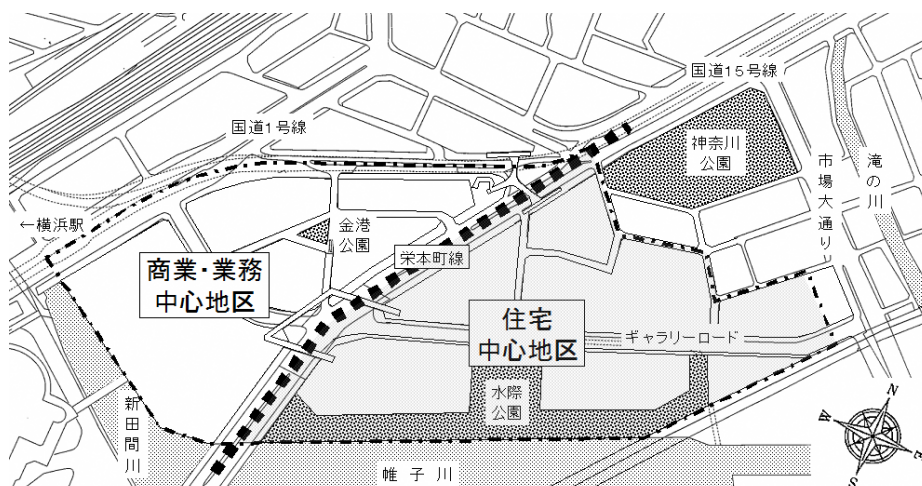 国道15号線
国道1号線
神奈川
公園
市場大通り
滝の川
←横浜駅
金港
公園
栄本町線
商業・業務
中心地区
住宅
中心地区
ギャラリーロード
水際
公園
新田間川
帷子川
N
W
E
S